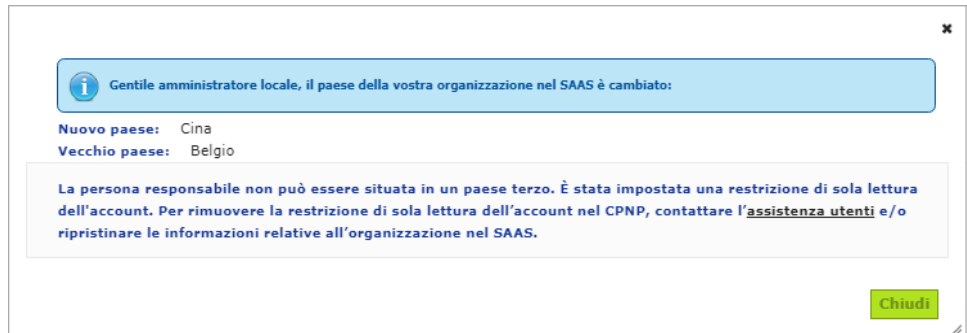 Gentile amministratore locale, il paese della vostra organizzazione nel SAAS è cambiato:
Nuovo paese: Cina
Vecchio paese: Belgio
La persona responsabile non può essere situata in un paese terzo. È stata impostata una restrizione di sola lettura
dell'account. Per rimuovere la restrizione di sola lettura dell’account nel CPNP, contattare l’assistenza utenti e/o
ripristinare le informazioni relative all’organizzazione nel SAAS.
Chiudi